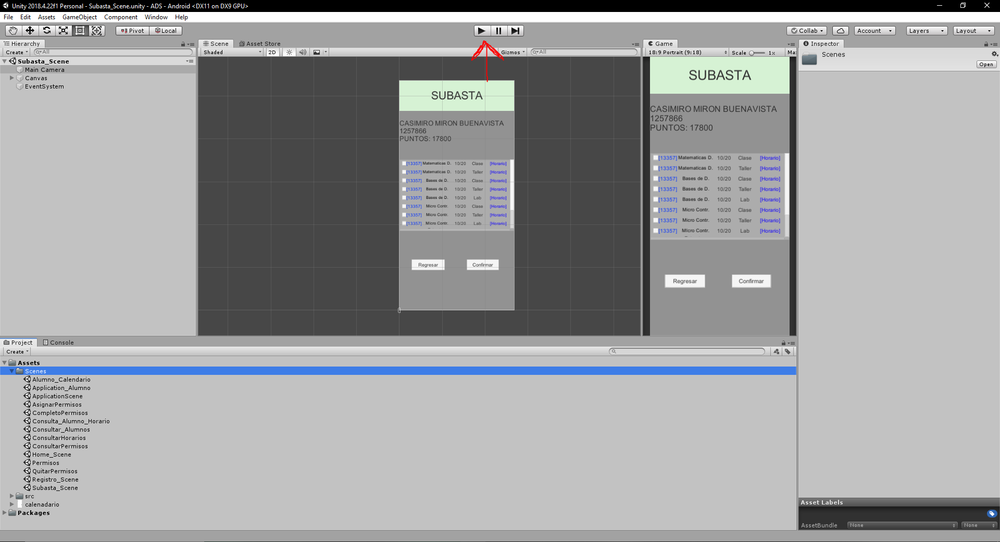 Unity 2018.4.22f1 Personal - Subasta_Scene.unity - ADS - Android <DX11 on DX9 GPU>
File Edit Assets GameObject Component Window Help
Pivot Local Collab Account Layers Layout
Hierarchy
Create All
Subasta_Scene
Main Camera
Canvas
EventSystem
Scene Asset Store
Shaded 2D Gizmos All
SUBASTA
CASIMIRO MIRON BUENAVISTA
1257866
PUNTOS: 17800
[13357] Matematicas D. 10/20 Clase [Horario]
[13357] Matematicas D. 10/20 Taller [Horario]
[13357] Bases de D. 10/20 Clase [Horario]
[13357] Bases de D. 10/20 Taller [Horario]
[13357] Bases de D. 10/20 Lab [Horario]
[13357] Micro Contr. 10/20 Clase [Horario]
[13357] Micro Contr. 10/20 Taller [Horario]
[13357] MIcro Contr. 10/20 Lab [Horario]
Regresar Confirmar
Game
18:9 Portrait (9:18) Scale 1x
SUBASTA
CASIMIRO MIRON BUENAVISTA
1257866
PUNTOS: 17800
[13357] Matematicas D. 10/20 Clase [Horario]
[13357] Matematicas D. 10/20 Taller [Horario]
[13357] Bases de D. 10/20 Clase [Horario]
[13357] Bases de D. 10/20 Taller [Horario]
[13357] Bases de D. 10/20 Lab [Horario]
[13357] Micro Contr. 10/20 Clase [Horario]
[13357] Micro Contr. 10/20 Taller [Horario]
[13357] MIcro Contr. 10/20 Lab [Horario]
Regresar Confirmar
Inspector
Scenes
Open
Project Console
Create
Assets
Scenes
Alumno_Calendario
Application_Alumno
ApplicationScene
AsignarPermisos
CompletoPermisos
Consulta_Alumno_Horario
Consultar_Alumnos
ConsultarHorarios
ConsultarPermisos
Home_Scene
Permisos
QuitarPermisos
Registro_Scene
Subasta_Scene
src
calenadario
Packages
Asset Labels
AssetBundle None None